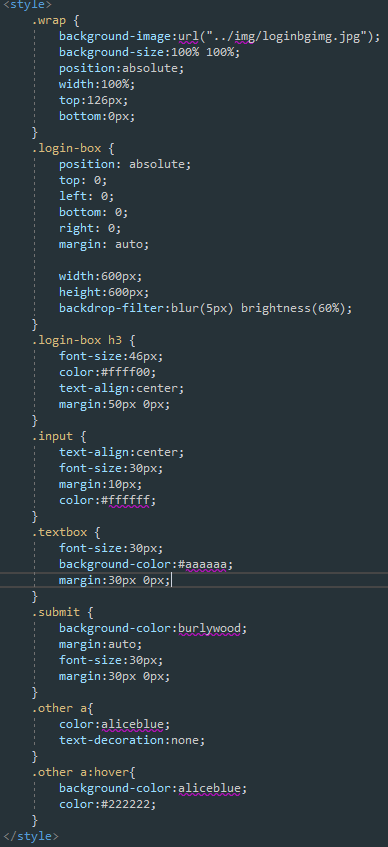 <style>
.wrap {
background-image:url("../img/loginbgimg.jpg");
background-size:100% 100%;
position:absolute;
width:100%;
top:126px;
bottom:0px;
}
.login-box {
position: absolute;
top: 0;
left: 0;
bottom: 0;
right: 0;
margin: auto;
width:600px;
height:600px;
backdrop-filter:blur(5px) brightness(60%);
}
.login-box h3 {
font-size:46px;
color:#ffff00;
text-align:center;
margin:50px 0px;
}
.input {
text-align:center;
font-size:30px;
margin:10px;
color:#ffffff;
}
.textbox {
font-size:30px;
background-color:#aaaaaa;
margin:30px 0px;
}
.submit {
background-color:burlywood;
margin:auto;
font-size:30px;
margin:30px 0px;
}
.other a{
color:aliceblue;
text-decoration:none;
}
.other a:hover{
background-color:aliceblue;
color:#222222;
}
</style>